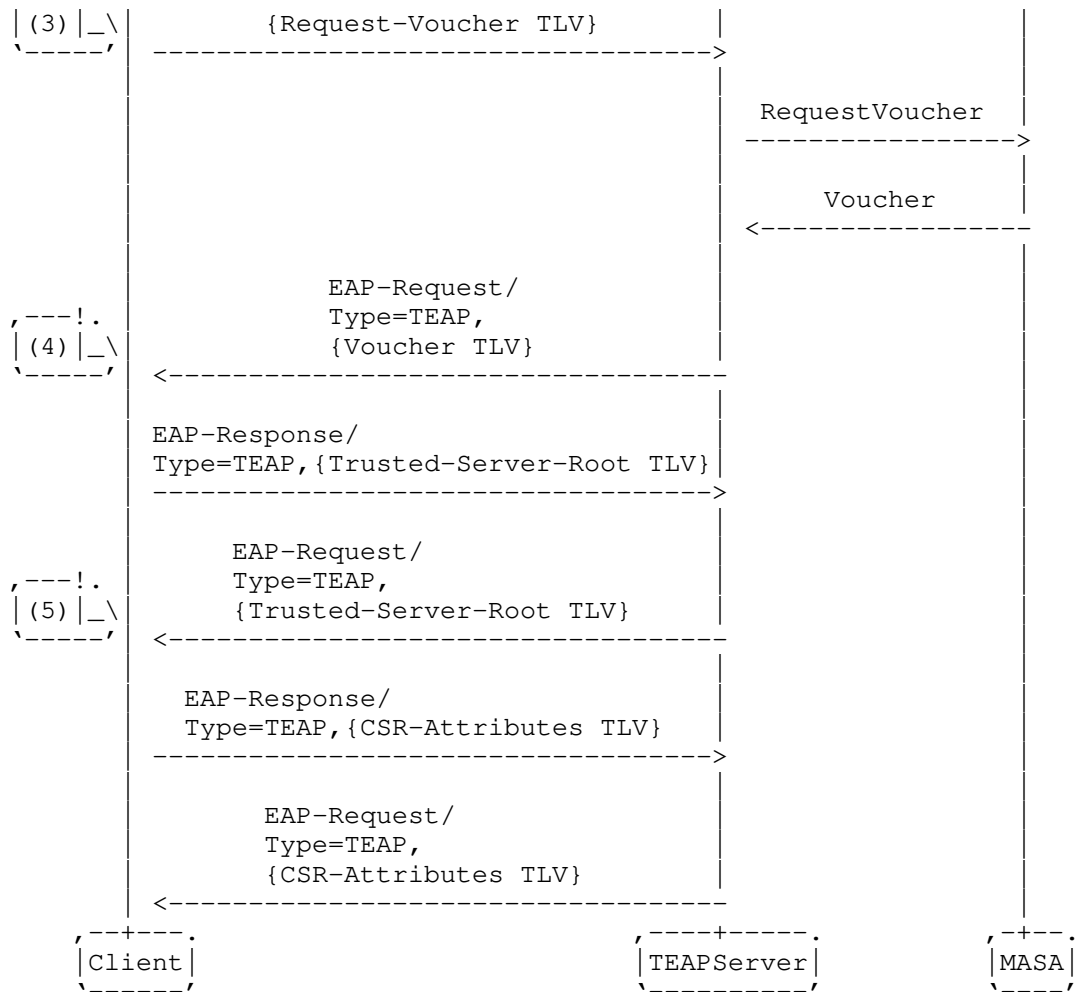 (3) {Request-Voucher TLV}
RequestVoucher
Voucher
EAP-Request/
Type=TEAP,
(4) {Voucher TLV}
EAP-Response/
Type=TEAP,{Trusted-Server-Root TLV}
EAP-Request/
Type=TEAP,
(5) {Trusted-Server-Root TLV}
EAP-Response/
Type=TEAP,{CSR-Attributes TLV}
EAP-Request/
Type=TEAP,
{CSR-Attributes TLV}
Client TEAPServer MASA